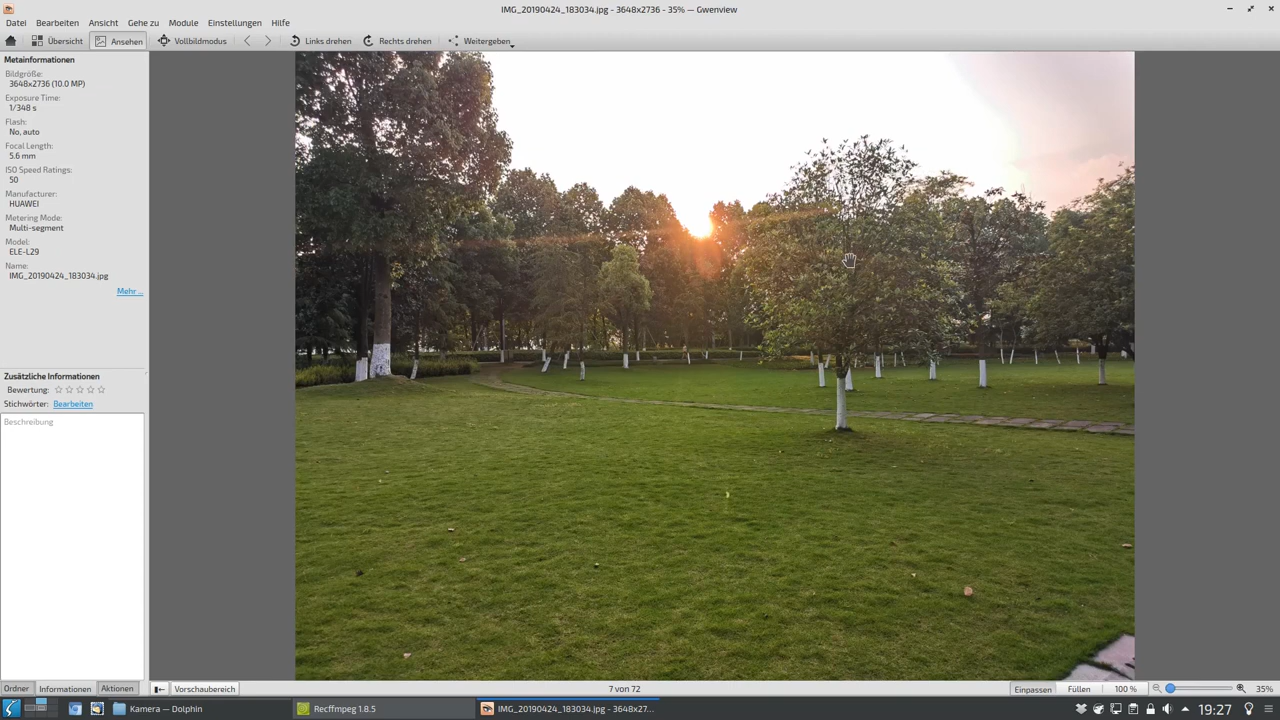 IMG_20190424_183034.jpg - 3648x2736 - 35% — Gwenview
Datei Bearbeiten Ansicht Gehe zu Module Einstellungen Hilfe
Übersicht Ansehen Vollbildmodus Links drehen Rechts drehen Weitergeben
Metainformationen
Bildgröße:
3648x2736 (10.0 MP)
Exposure Time:
1/348 s
Flash:
No, auto
Focal Length:
5.6 mm
ISO Speed Ratings:
50
Manufacturer:
HUAWEI
Metering Mode:
Multi-segment
Model:
ELE-L29
Name:
IMG_20190424_183034.jpg
Mehr ...
Zusätzliche Informationen
Bewertung:
Stichwörter: Bearbeiten
Beschreibung
Ordner Informationen Aktionen Vorschaubereich 7 von 72 Einpassen Füllen 100 % 35%
Kamera — Dolphin Recffmpeg 1.8.5 IMG_20190424_183034.jpg - 3648x27... 19:27